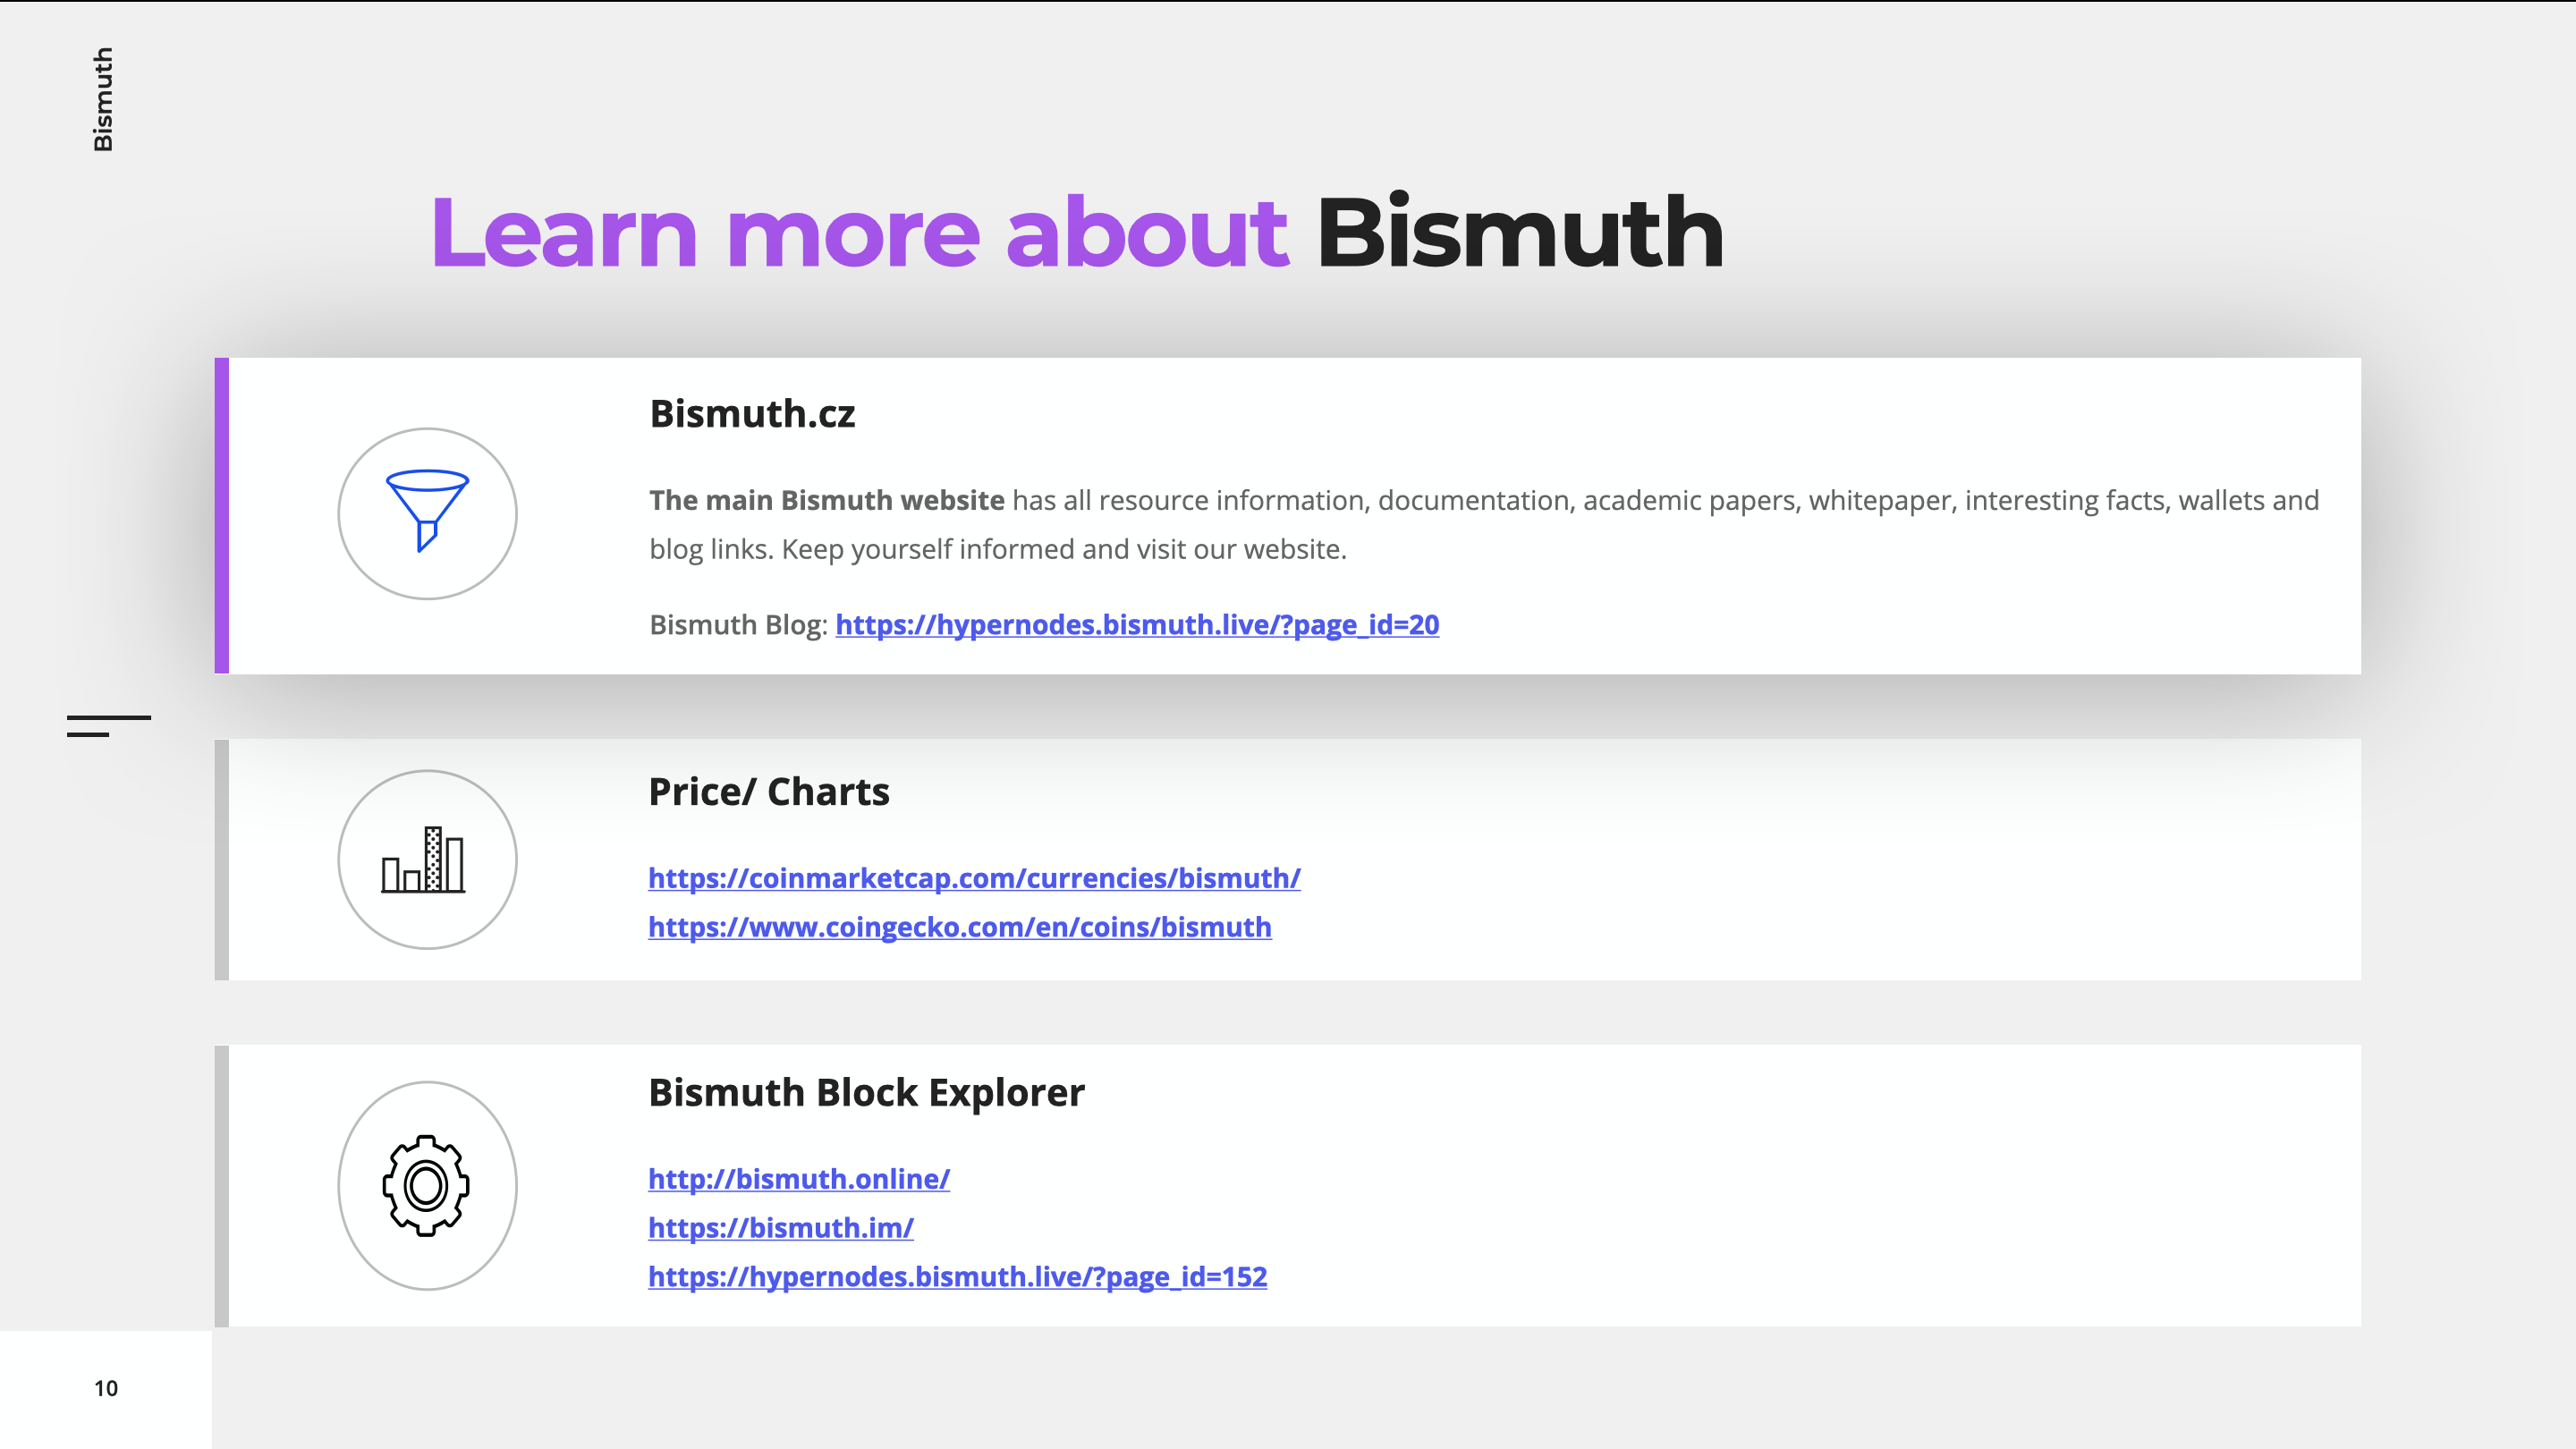 Bismuth
Learn more about Bismuth
Bismuth.cz
The main Bismuth website has all resource information, documentation, academic papers, whitepaper, interesting facts, wallets and
blog links. Keep yourself informed and visit our website.
Bismuth Blog: https://hypernodes.bismuth.live/?page_id=20
Price/ Charts
https://coinmarketcap.com/currencies/bismuth/
https://www.coingecko.com/en/coins/bismuth
Bismuth Block Explorer
http://bismuth.online/
https://bismuth.im/
https://hypernodes.bismuth.live/?page_id=152
10